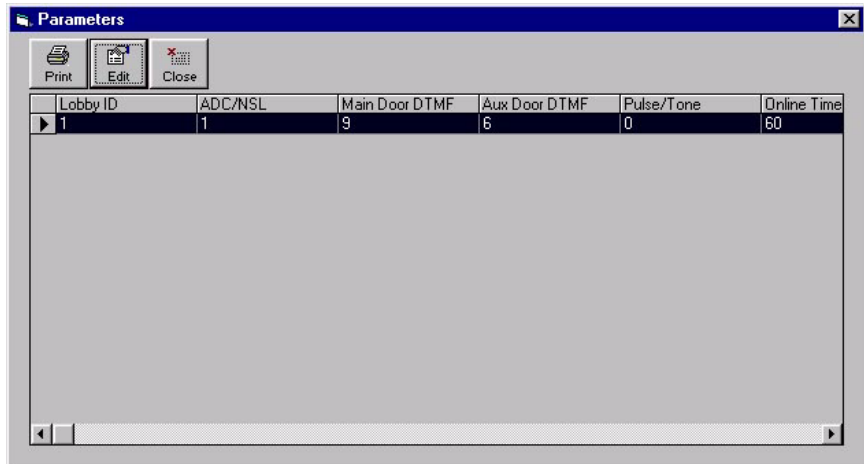 Parameters
Print Edit Close
Lobby ID ADC/NSL Main Door DTMF Aux Door DTMF Pulse/Tone Online Time
1 1 9 6 0 60